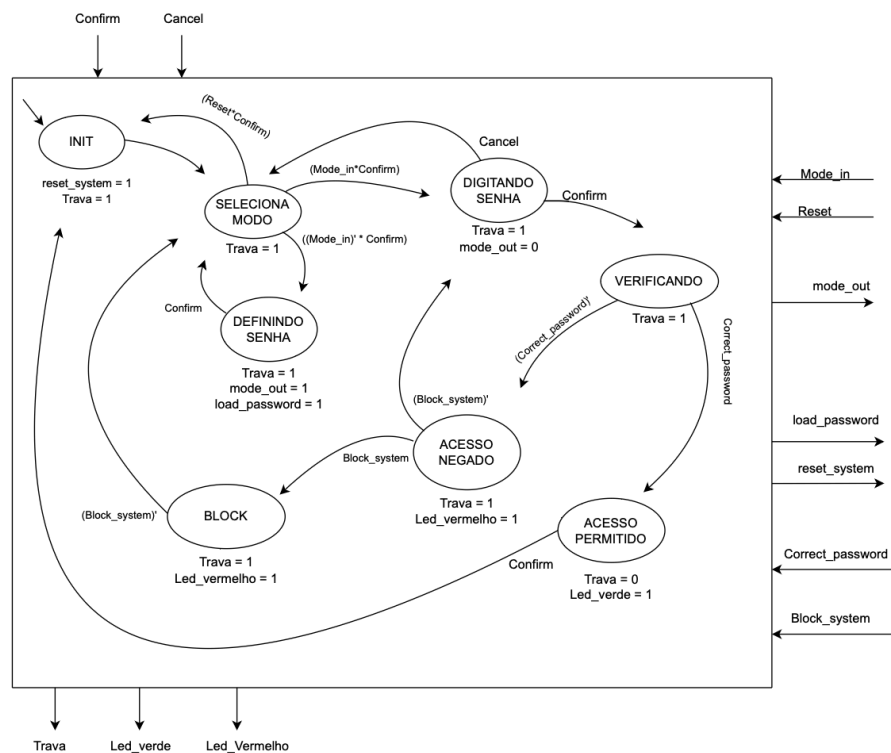 Confirm
Cancel
(Reset*Confirm)
INIT
reset_system = 1
Trava = 1
Cancel
(Mode_in*Confirm)
DIGITANDO
SENHA
Confirm
Trava = 1
mode_out = 0
Mode_in
Reset
SELECIONA
MODO
Trava = 1
((Mode_in)' * Confirm)
VERIFICANDO
Trava = 1
mode_out
Confirm
DEFININDO
SENHA
Trava = 1
mode_out = 1
load_password = 1
(Correct_password)'
Correct_password
(Block_system)'
ACESSO
NEGADO
Trava = 1
Led_vermelho = 1
Block_system
load_password
reset_system
(Block_system)'
BLOCK
Trava = 1
Led_vermelho = 1
ACESSO
PERMITIDO
Confirm
Trava = 0
Led_verde = 1
Correct_password
Block_system
Trava
Led_verde
Led_Vermelho